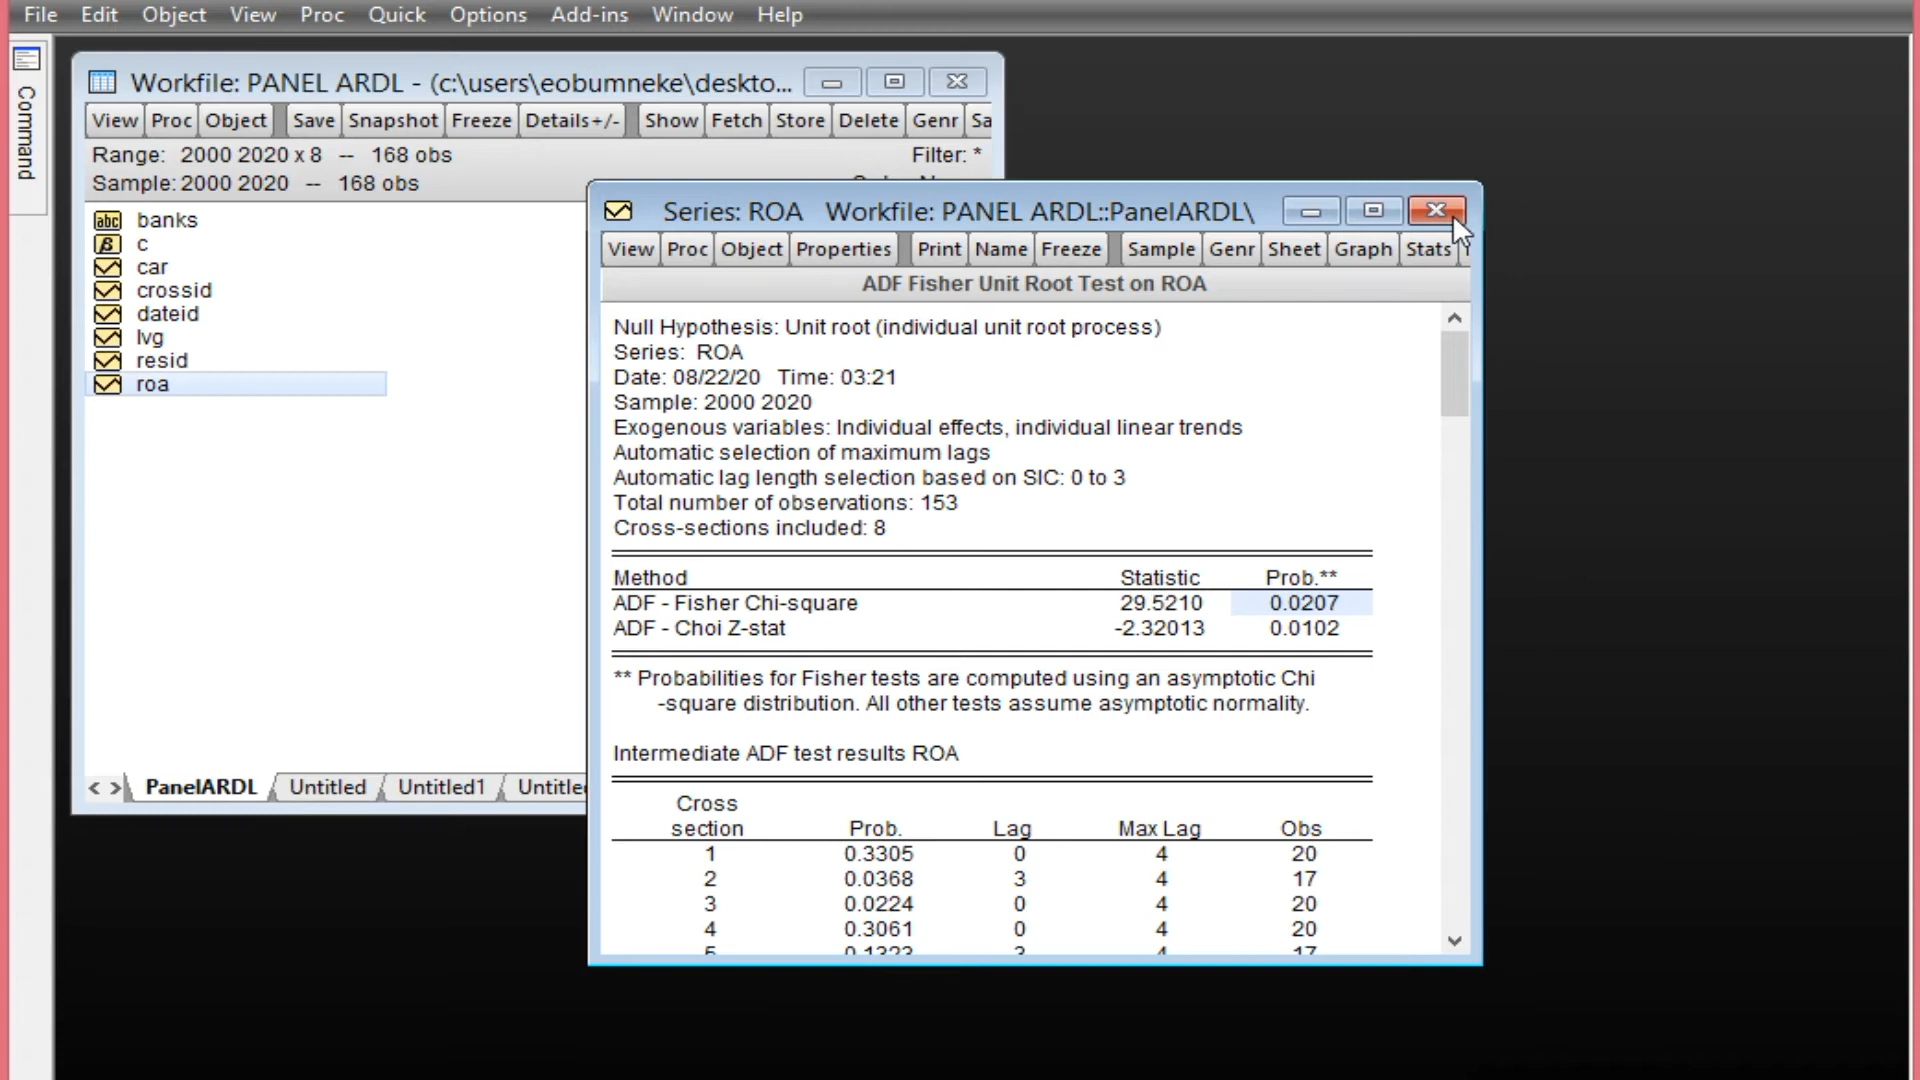 File Edit Object View Proc Quick Options Add-ins Window Help
Command
Workfile: PANEL ARDL - (c:\users\eobumneke\deskto...
View Proc Object Save Snapshot Freeze Details+/- Show Fetch Store Delete Genr Sa
Range: 2000 2020 x 8 -- 168 obs Filter: *
Sample: 2000 2020 -- 168 obs
banks
c
car
crossid
dateid
lvg
resid
roa
PanelARDL Untitled Untitled1
Series: ROA Workfile: PANEL ARDL::PanelARDL\
View Proc Object Properties Print Name Freeze Sample Genr Sheet Graph Stats
ADF Fisher Unit Root Test on ROA
Null Hypothesis: Unit root (individual unit root process)
Series: ROA
Date: 08/22/20 Time: 03:21
Sample: 2000 2020
Exogenous variables: Individual effects, individual linear trends
Automatic selection of maximum lags
Automatic lag length selection based on SIC: 0 to 3
Total number of observations: 153
Cross-sections included: 8
Method Statistic Prob.**
ADF - Fisher Chi-square 29.5210 0.0207
ADF - Choi Z-stat -2.32013 0.0102
** Probabilities for Fisher tests are computed using an asymptotic Chi
-square distribution. All other tests assume asymptotic normality.
Intermediate ADF test results ROA
Cross
section Prob. Lag Max Lag Obs
1 0.3305 0 4 20
2 0.0368 3 4 17
3 0.0224 0 4 20
4 0.3061 0 4 20